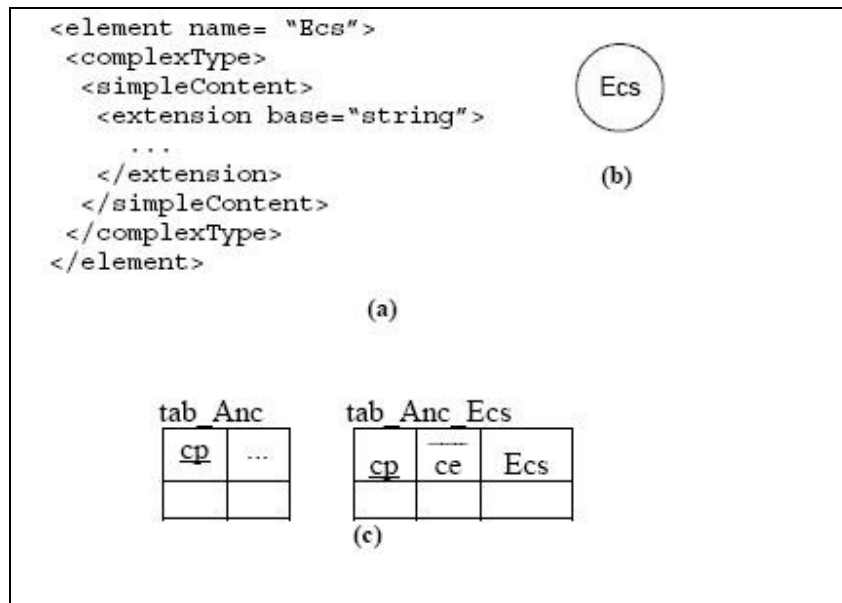 <element name= “Ecs”>
<complexType>
<simpleContent>
<extension base=“string”>
...
</extension>
</simpleContent>
</complexType>
</element>
(a)
Ecs
(b)
tab_Anc
cp ...
tab_Anc_Ecs
cp ce Ecs
(c)